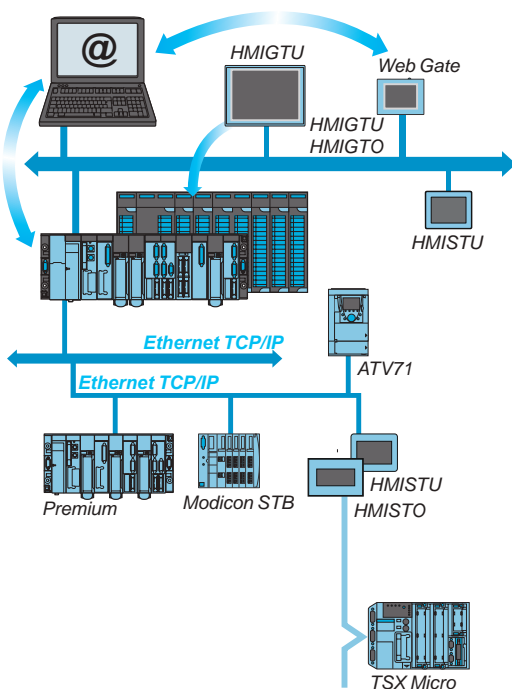 @
HMIGTU
Web Gate
HMIGTU
HMIGTO
HMISTU
Ethernet TCP/IP
ATV71
Ethernet TCP/IP
Premium
Modicon STB
HMISTU
HMISTO
TSX Micro